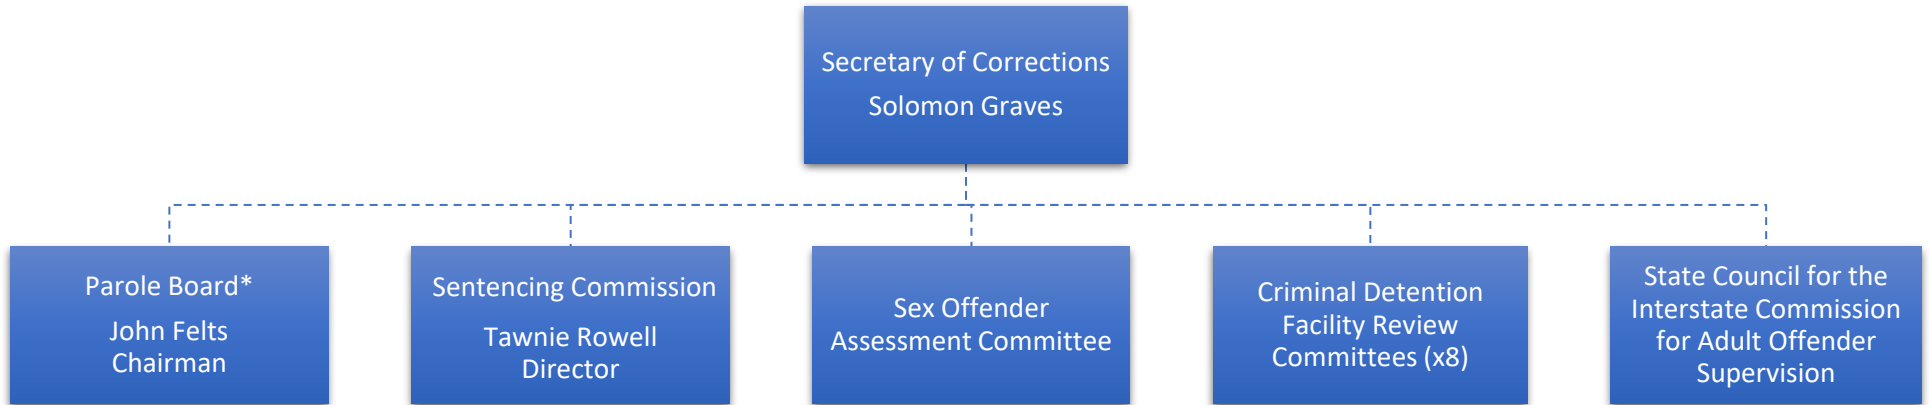 Secretary of Corrections
Solomon Graves
Parole Board*
John Felts
Chairman
Sentencing Commission
Tawnie Rowell
Director
Sex Offender
Assessment Committee
Criminal Detention
Facility Review
Committees (x8)
State Council for the
Interstate Commission
for Adult Offender
Supervision